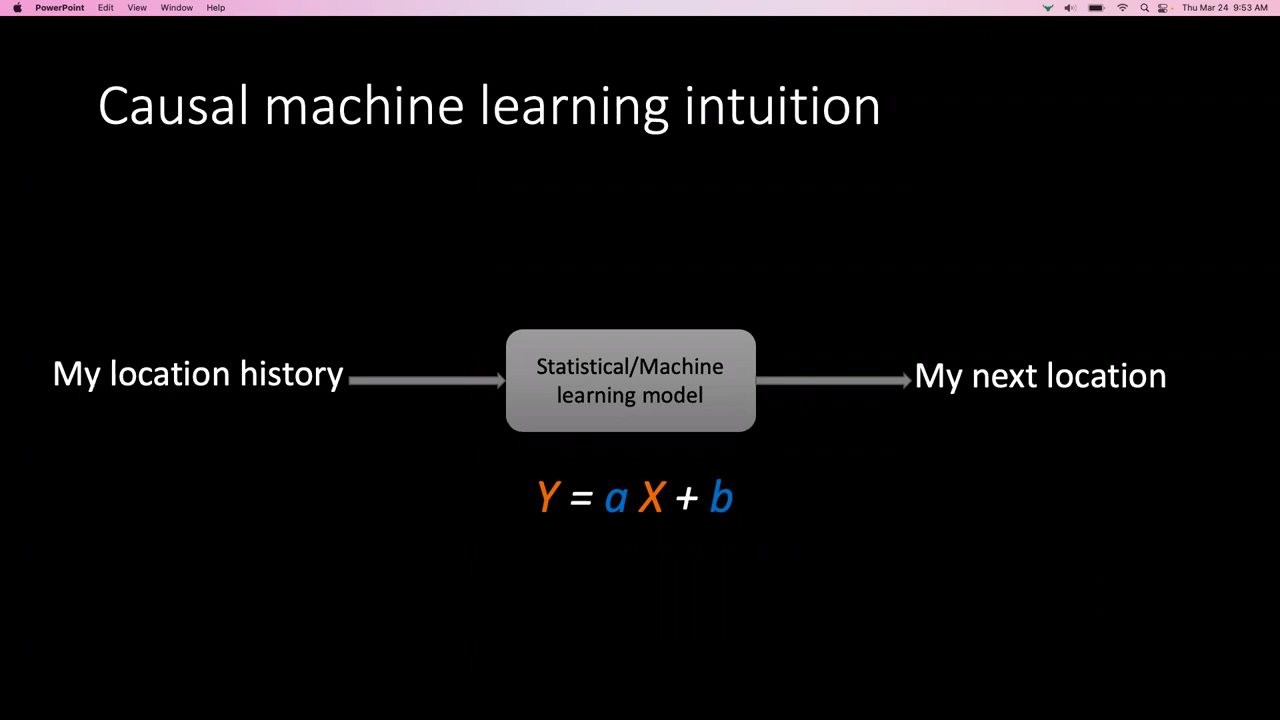 PowerPoint Edit View Window Help Thu Mar 24 9:53 AM
Causal machine learning intuition
My location history
Statistical/Machine
learning model
My next location
Y = a X + b